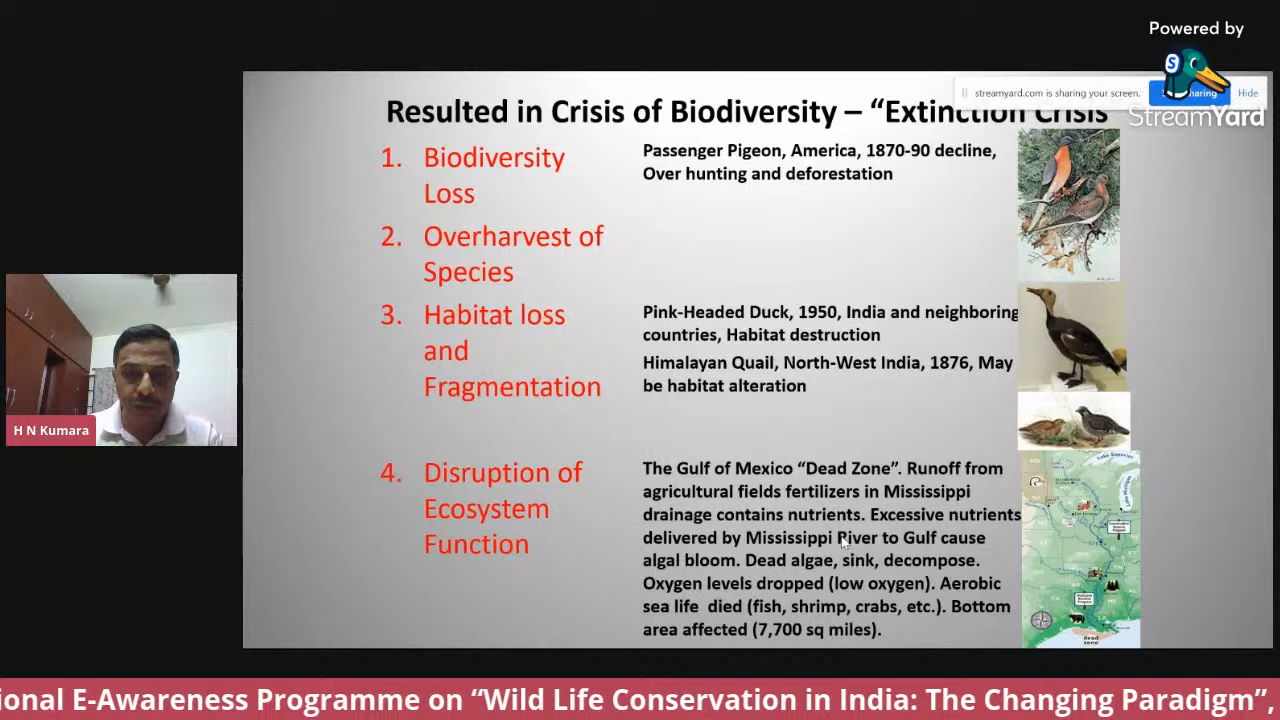 Powered by
StreamYard
streamyard.com is sharing your screen.
Hide
Resulted in Crisis of Biodiversity – “Extinction Crisis
1. Biodiversity
Loss
Passenger Pigeon, America, 1870-90 decline,
Over hunting and deforestation
2. Overharvest of
Species
3. Habitat loss
and
Fragmentation
Pink-Headed Duck, 1950, India and neighboring
countries, Habitat destruction
Himalayan Quail, North-West India, 1876, May
be habitat alteration
4. Disruption of
Ecosystem
Function
The Gulf of Mexico “Dead Zone”. Runoff from
agricultural fields fertilizers in Mississippi
drainage contains nutrients. Excessive nutrients
delivered by Mississippi River to Gulf cause
algal bloom. Dead algae, sink, decompose.
Oxygen levels dropped (low oxygen). Aerobic
sea life died (fish, shrimp, crabs, etc.). Bottom
area affected (7,700 sq miles).
Lake Superior
dead
zone
H N Kumara
ional E-Awareness Programme on “Wild Life Conservation in India: The Changing Paradigm”,